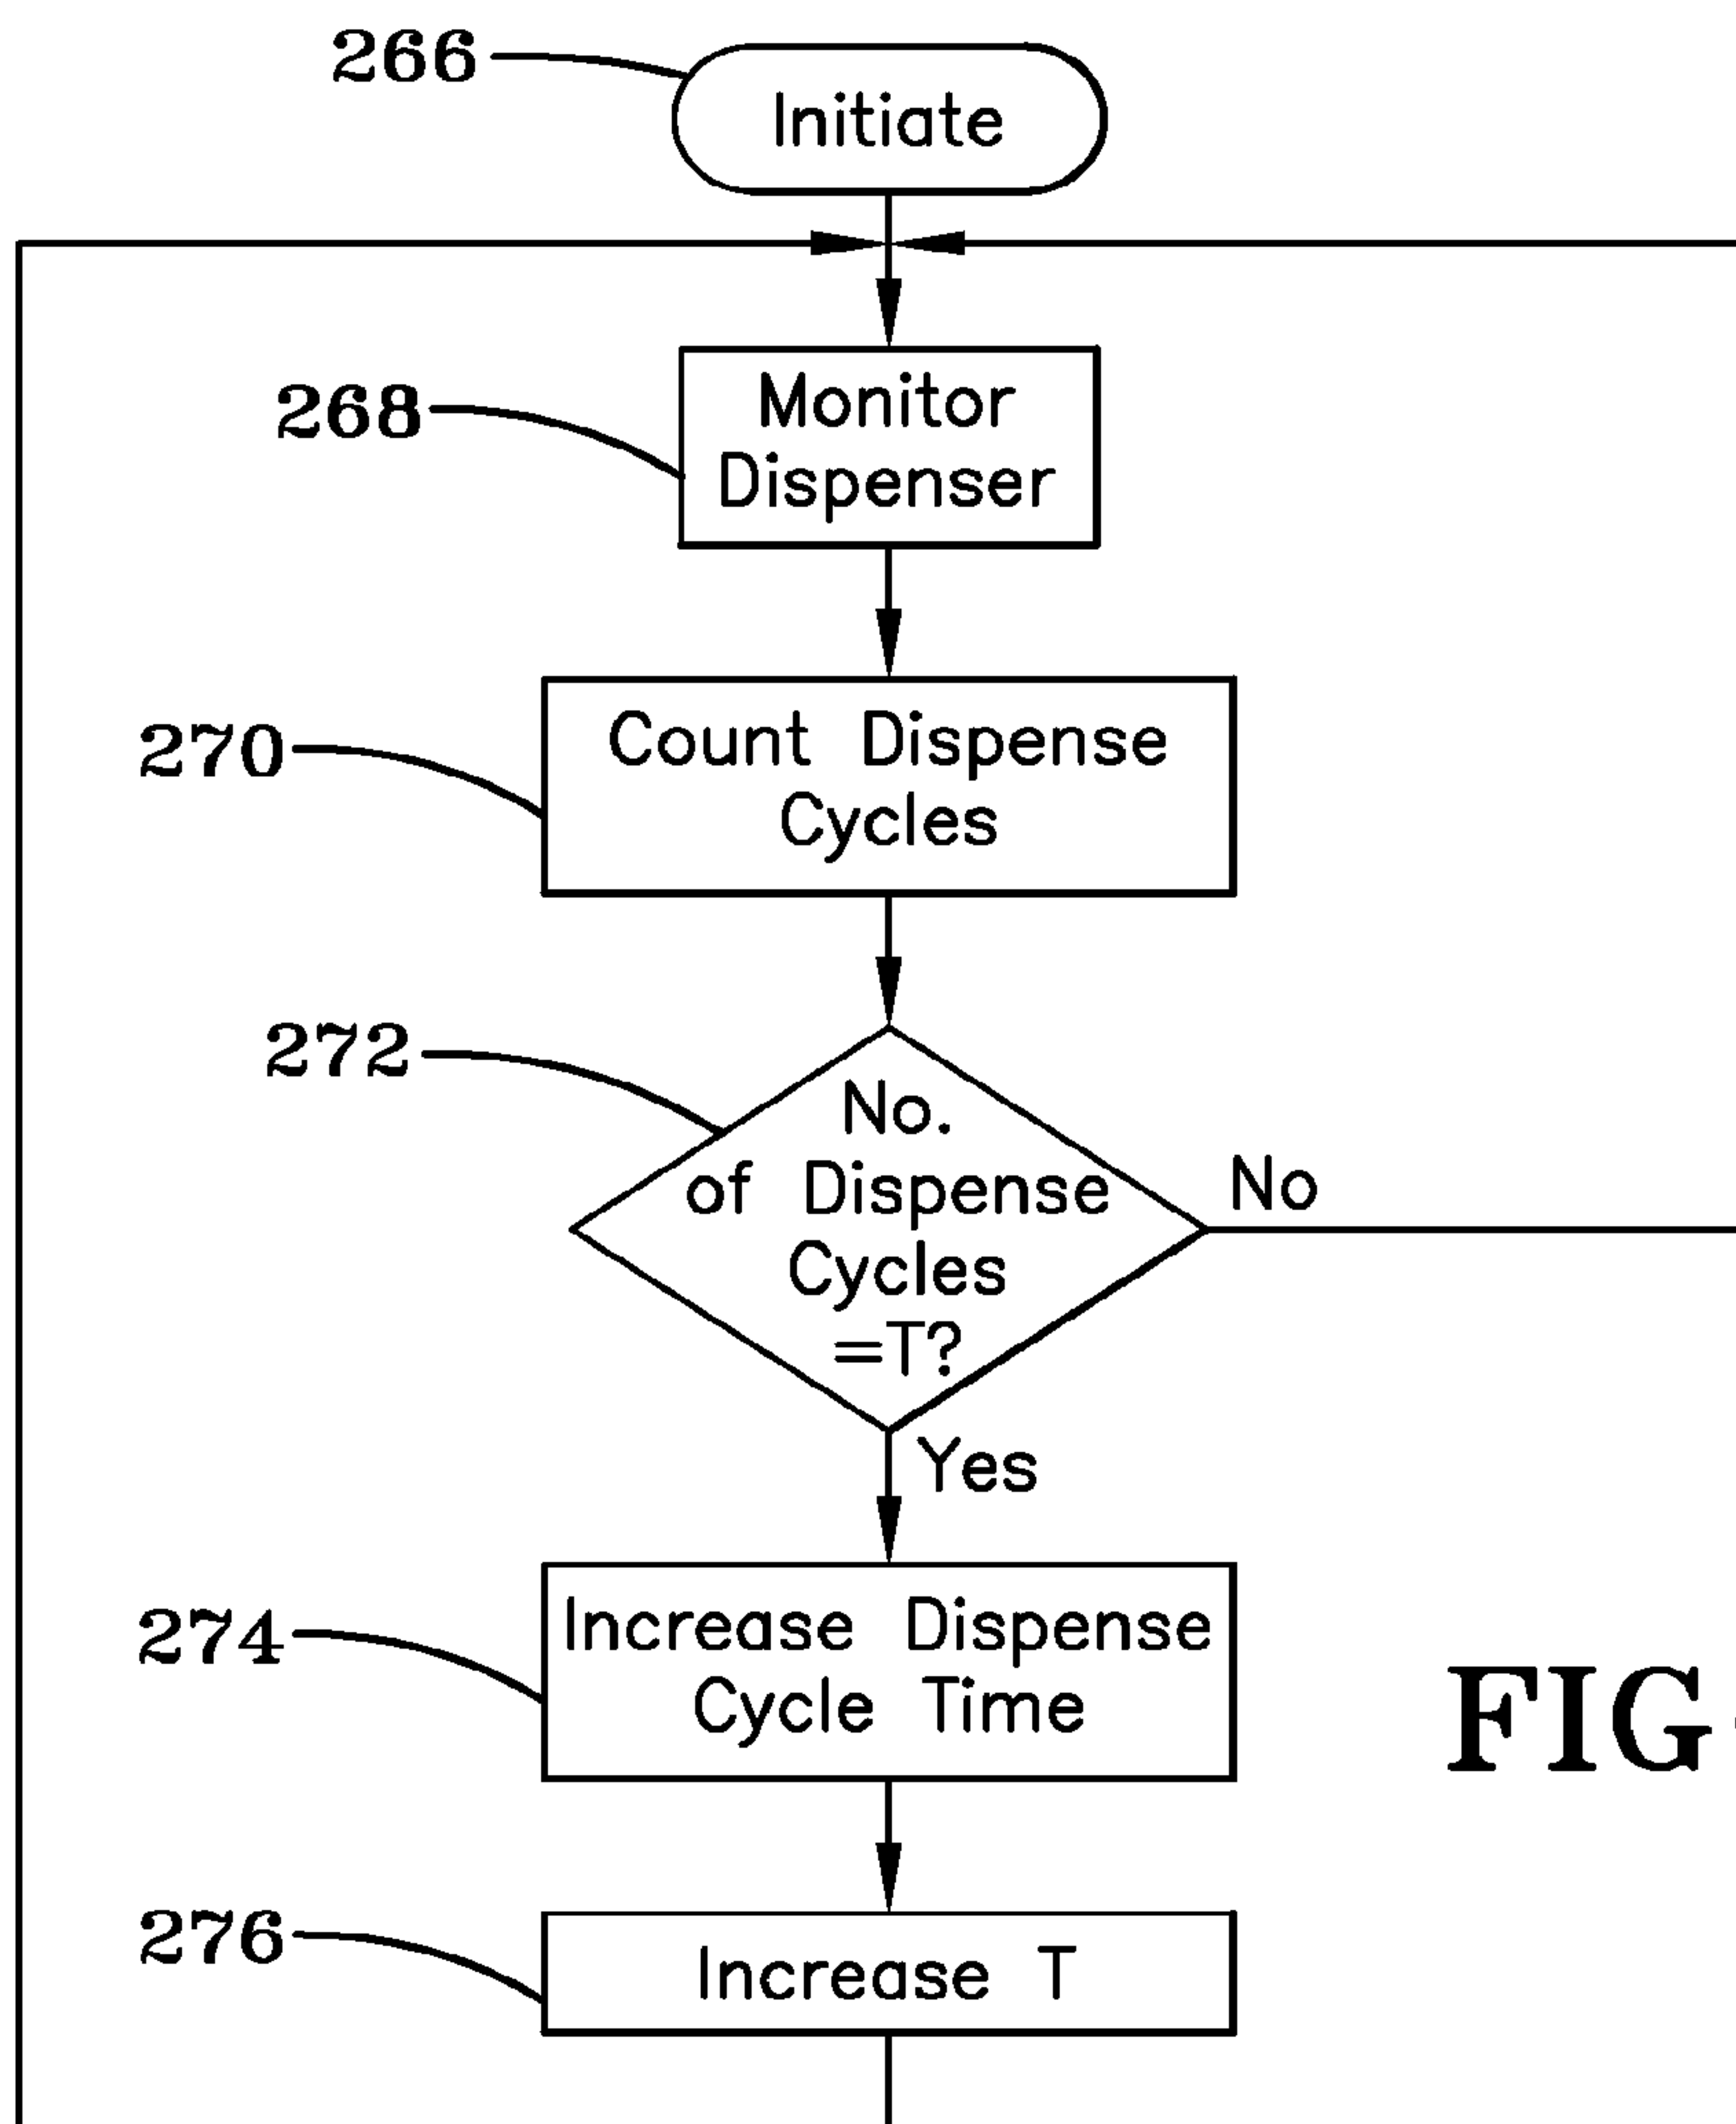 266
Initiate
268
Monitor
Dispenser
270
Count Dispense
Cycles
272
No.
of Dispense
Cycles
=T?
No
Yes
274
Increase Dispense
Cycle Time
FIG
276
Increase T